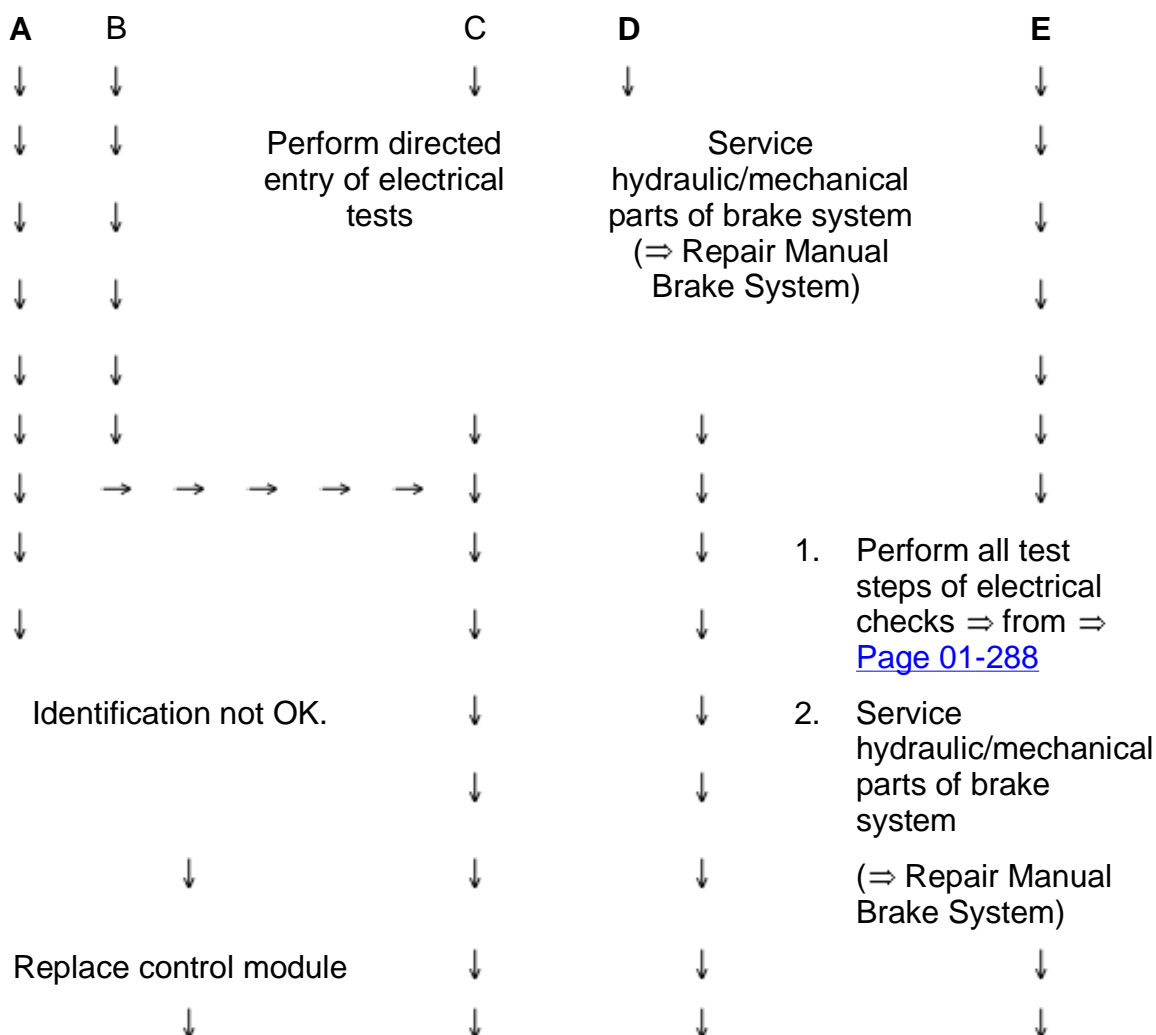 A B C D E
↓ ↓ ↓ ↓ ↓
↓ ↓ Perform directed Service ↓
entry of electrical hydraulic/mechanical
↓ ↓ tests parts of brake system ↓
(⇒ Repair Manual
↓ ↓ Brake System) ↓
↓ ↓ ↓
↓ ↓ ↓ ↓ ↓
↓ → → → → → ↓ ↓ ↓
↓ ↓ ↓ 1. Perform all test
steps of electrical
↓ ↓ ↓ checks ⇒ from ⇒
Page 01-288
Identification not OK. ↓ ↓ 2. Service
hydraulic/mechanical
↓ ↓ parts of brake
system
↓ ↓ ↓ (⇒ Repair Manual
Brake System)
Replace control module ↓ ↓ ↓
↓ ↓ ↓ ↓